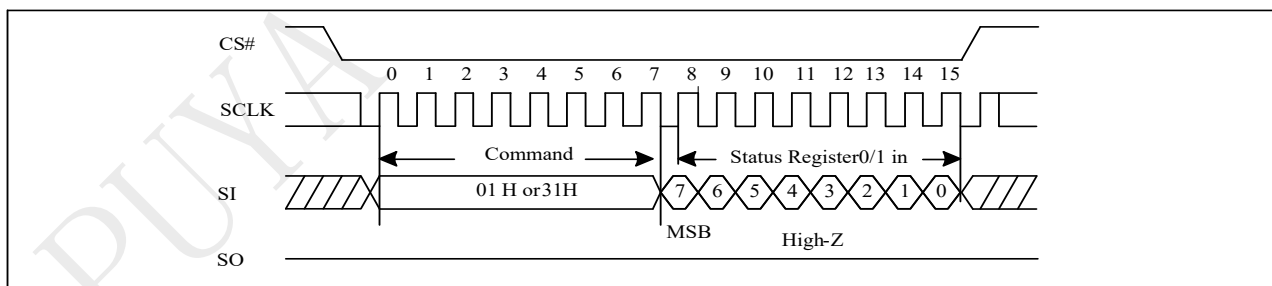 CS#
0 1 2 3 4 5 6 7 8 9 10 11 12 13 14 15
SCLK
Command Status Register0/1 in
SI 01 H or31H 7 6 5 4 3 2 1 0
MSB High-Z
SO
PUYA